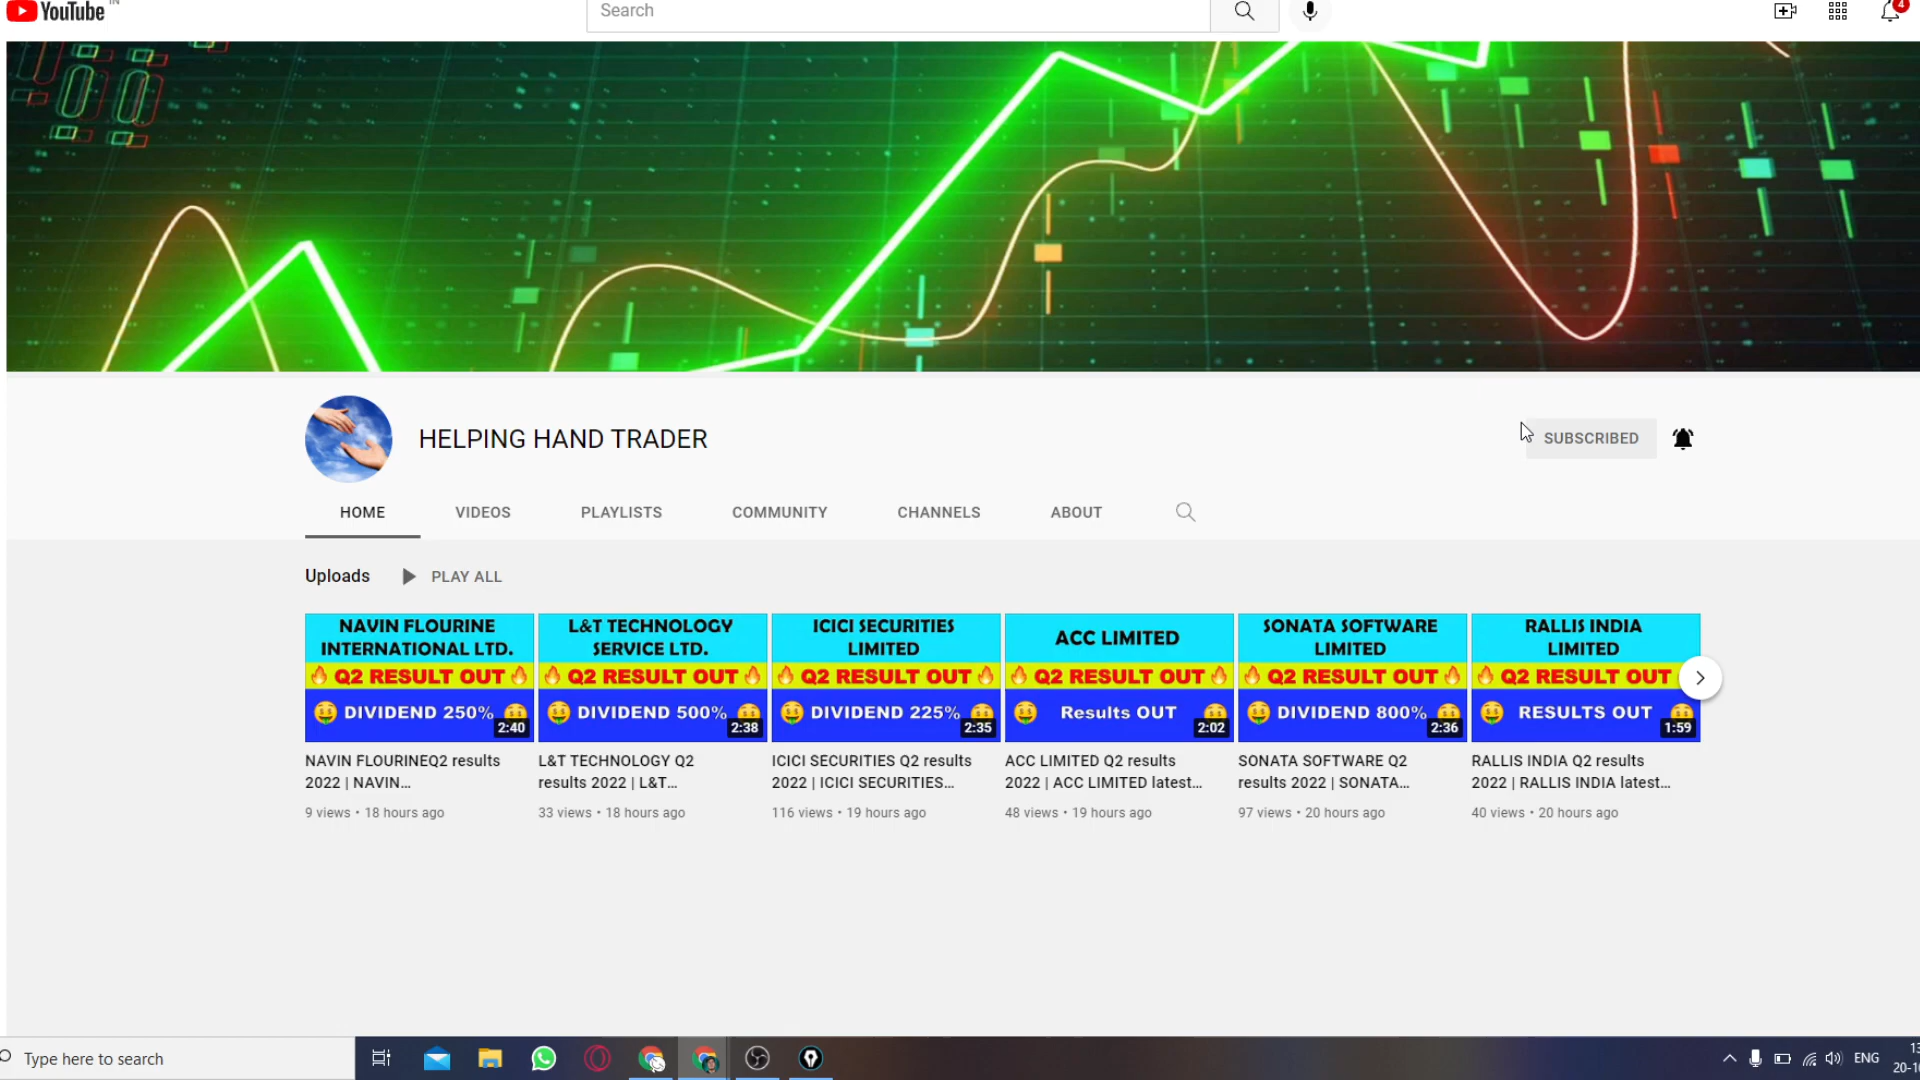 YouTube IN
Search
4
HELPING HAND TRADER
SUBSCRIBED
HOME VIDEOS PLAYLISTS COMMUNITY CHANNELS ABOUT
Uploads PLAY ALL
NAVIN FLOURINE
INTERNATIONAL LTD.
Q2 RESULT OUT
DIVIDEND 250%
2:40
NAVIN FLOURINEQ2 results
2022 | NAVIN...
9 views • 18 hours ago
L&T TECHNOLOGY
SERVICE LTD.
Q2 RESULT OUT
DIVIDEND 500%
2:38
L&T TECHNOLOGY Q2
results 2022 | L&T...
33 views • 18 hours ago
ICICI SECURITIES
LIMITED
Q2 RESULT OUT
DIVIDEND 225%
2:35
ICICI SECURITIES Q2 results
2022 | ICICI SECURITIES...
116 views • 19 hours ago
ACC LIMITED
Q2 RESULT OUT
Results OUT
2:02
ACC LIMITED Q2 results
2022 | ACC LIMITED latest...
48 views • 19 hours ago
SONATA SOFTWARE
LIMITED
Q2 RESULT OUT
DIVIDEND 800%
2:36
SONATA SOFTWARE Q2
results 2022 | SONATA...
97 views • 20 hours ago
RALLIS INDIA
LIMITED
Q2 RESULT OUT
RESULTS OUT
1:59
RALLIS INDIA Q2 results
2022 | RALLIS INDIA latest...
40 views • 20 hours ago
Type here to search
ENG